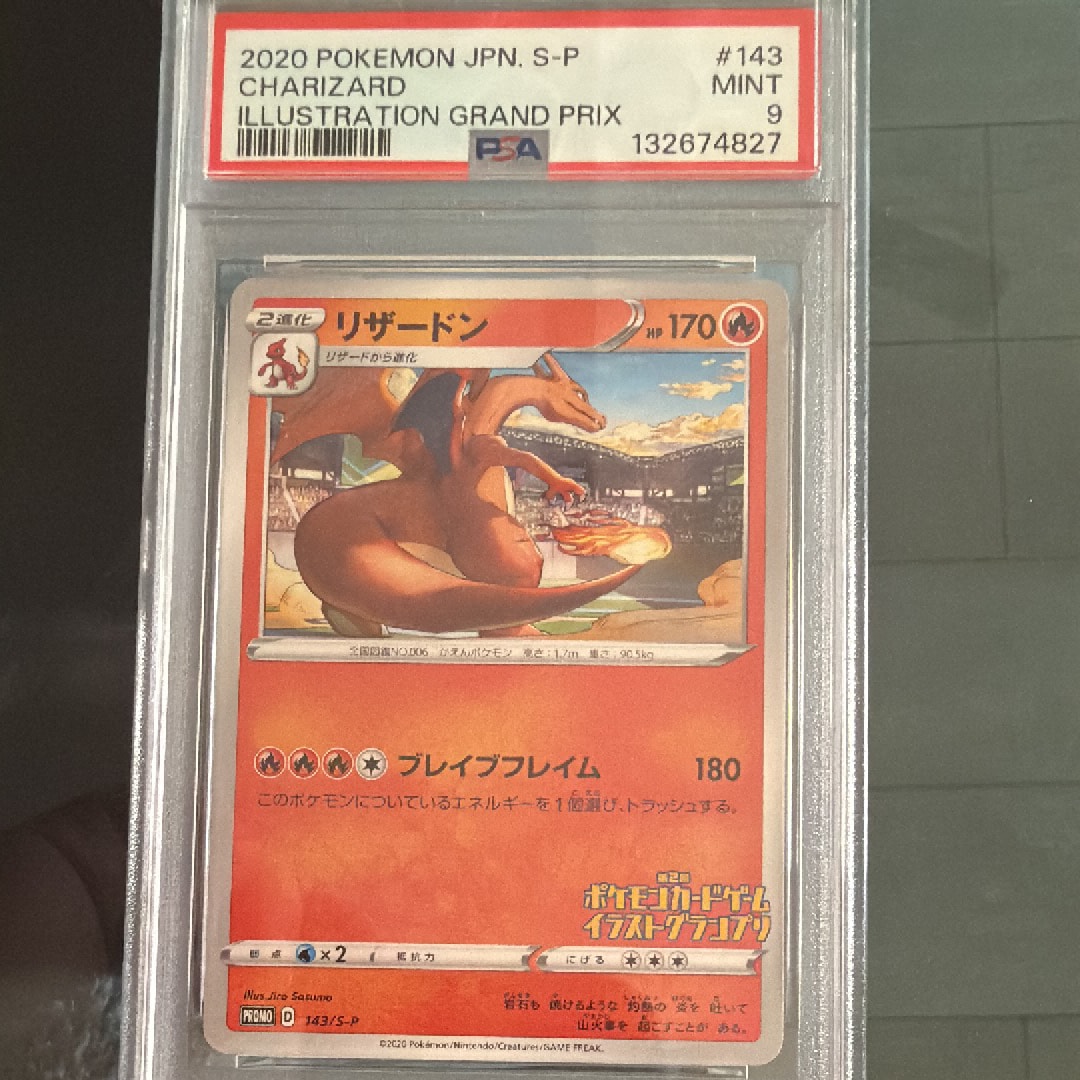 2020 POKEMON JPN. S-P #143
CHARIZARD MINT
ILLUSTRATION GRAND PRIX 9
PSA 132674827
2進化 リザードン HP 170
リザードから進化
全国図鑑NO.006 かえんポケモン 高さ:1.7m 重さ:90.5kg
ブレイブフレイム 180
このポケモンについているエネルギーを1個選び、トラッシュする。
第2回
ポケモンカードゲーム
イラストグランプリ
弱点 ×2 抵抗力 にげる
illus. Jiro Sasumo
岩石も 焼けるような 灼熱の 炎を 吐いて
山火事を 起こすことが ある。
PROMO D 143/S-P
©2020 Pokémon/Nintendo/Creatures/GAME FREAK.